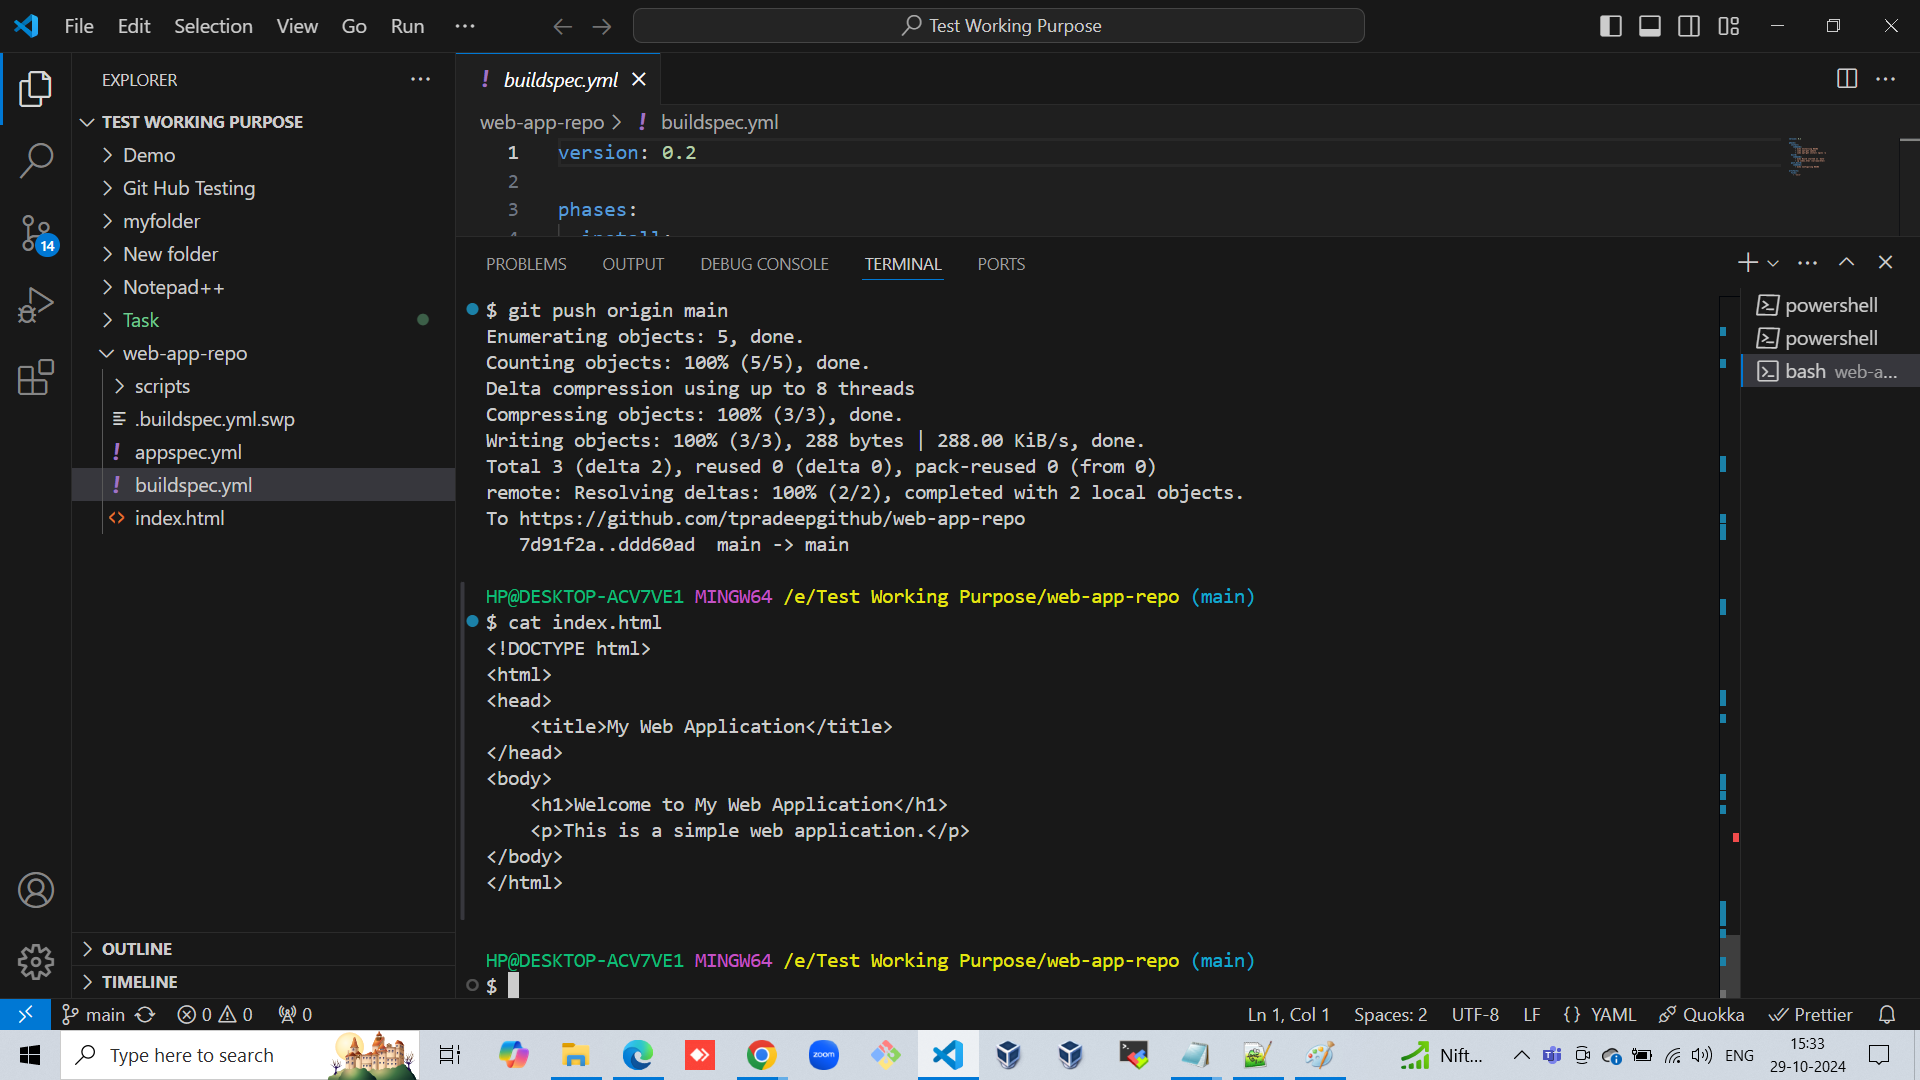 File Edit Selection View Go Run ···
Test Working Purpose
EXPLORER
TEST WORKING PURPOSE
Demo
Git Hub Testing
myfolder
New folder
Notepad++
Task
web-app-repo
scripts
.buildspec.yml.swp
appspec.yml
buildspec.yml
index.html
OUTLINE
TIMELINE
14
! buildspec.yml
web-app-repo > ! buildspec.yml
1 version: 0.2
2
3 phases:
4 install:
PROBLEMS OUTPUT DEBUG CONSOLE TERMINAL PORTS
$ git push origin main
Enumerating objects: 5, done.
Counting objects: 100% (5/5), done.
Delta compression using up to 8 threads
Compressing objects: 100% (3/3), done.
Writing objects: 100% (3/3), 288 bytes | 288.00 KiB/s, done.
Total 3 (delta 2), reused 0 (delta 0), pack-reused 0 (from 0)
remote: Resolving deltas: 100% (2/2), completed with 2 local objects.
To https://github.com/tpradeepgithub/web-app-repo
7d91f2a..ddd60ad main -> main
HP@DESKTOP-ACV7VE1 MINGW64 /e/Test Working Purpose/web-app-repo (main)
$ cat index.html
<!DOCTYPE html>
<html>
<head>
<title>My Web Application</title>
</head>
<body>
<h1>Welcome to My Web Application</h1>
<p>This is a simple web application.</p>
</body>
</html>
HP@DESKTOP-ACV7VE1 MINGW64 /e/Test Working Purpose/web-app-repo (main)
$
powershell
powershell
bash web-a...
main 0 0 0
Ln 1, Col 1 Spaces: 2 UTF-8 LF {} YAML Quokka Prettier
Type here to search
zoom
Nift...
ENG
15:33
29-10-2024